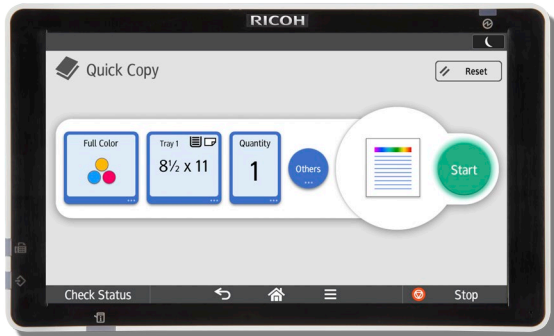 RICOH
Quick Copy
Reset
Full Color
Tray 1
8½ x 11
Quantity
1
Others
Start
Check Status
Stop